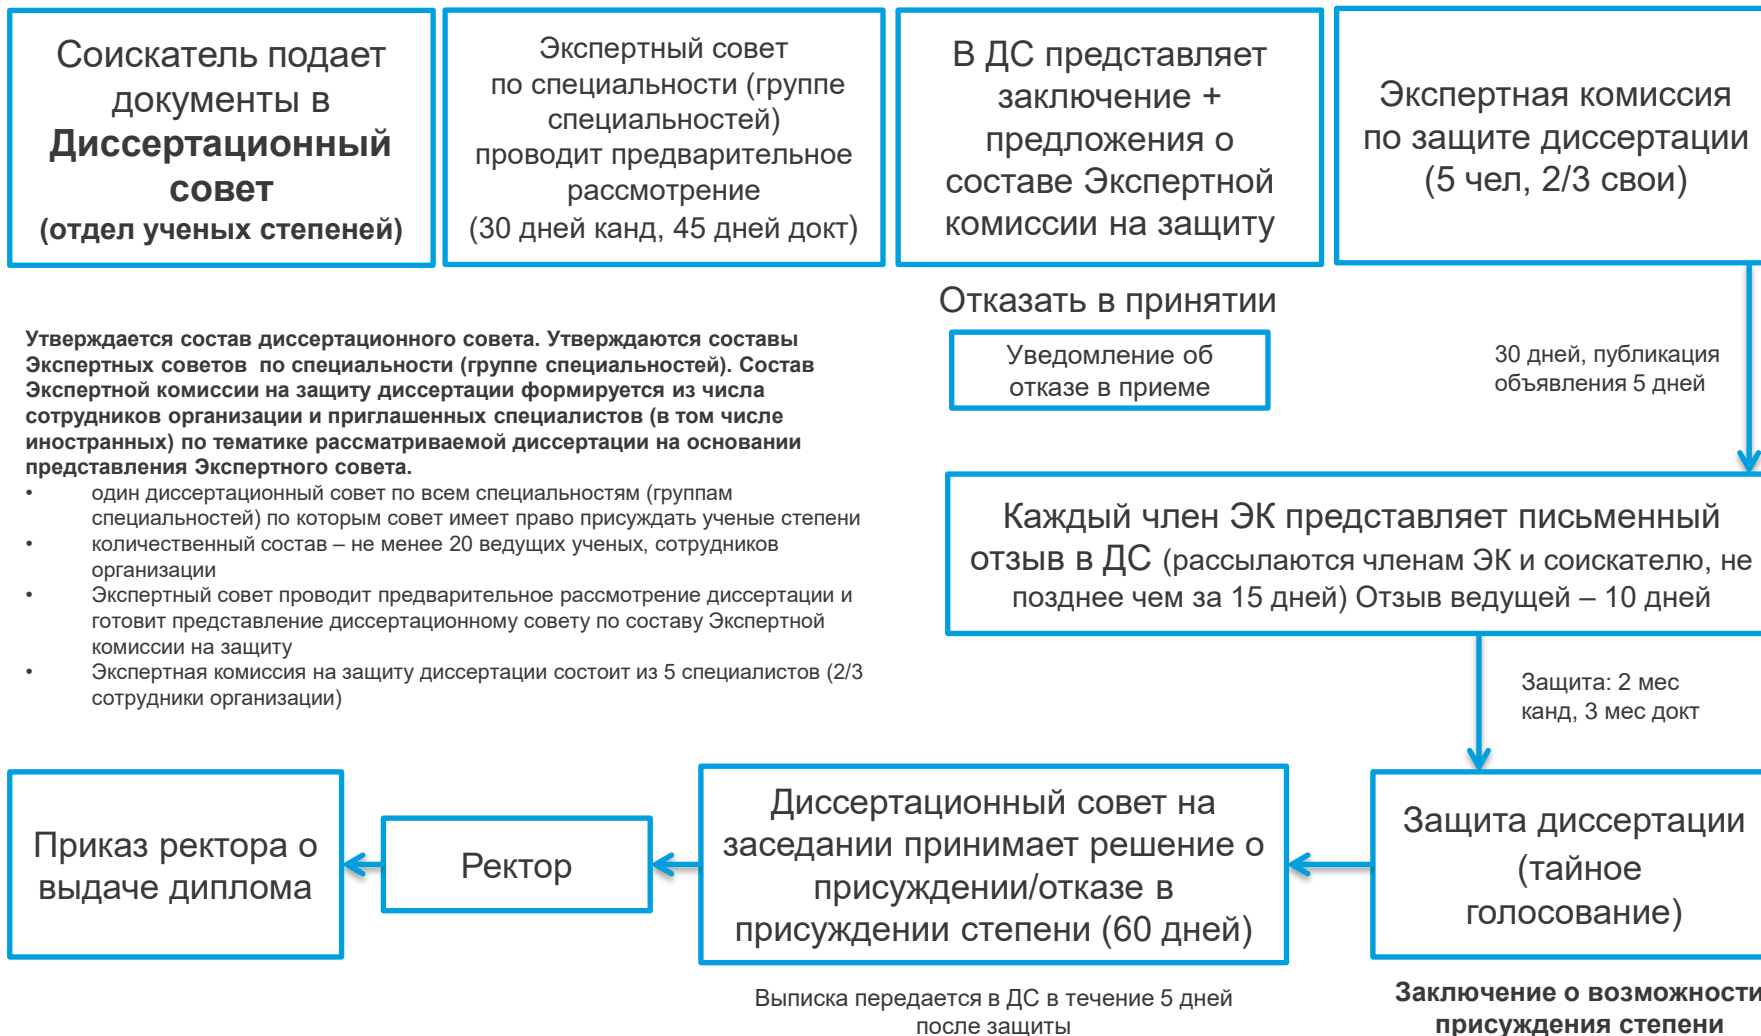 Соискатель подает
документы в
Диссертационный
совет
(отдел ученых степеней)
Экспертный совет
по специальности (группе
специальностей)
проводит предварительное
рассмотрение
(30 дней канд, 45 дней докт)
В ДС представляет
заключение +
предложения о
составе Экспертной
комиссии на защиту
Экспертная комиссия
по защите диссертации
(5 чел, 2/3 свои)
Отказать в принятии
Уведомление об
отказе в приеме
30 дней, публикация
объявления 5 дней
Утверждается состав диссертационного совета. Утверждаются составы
Экспертных советов по специальности (группе специальностей). Состав
Экспертной комиссии на защиту диссертации формируется из числа
сотрудников организации и приглашенных специалистов (в том числе
иностранных) по тематике рассматриваемой диссертации на основании
представления Экспертного совета.
• один диссертационный совет по всем специальностям (группам
специальностей) по которым совет имеет право присуждать ученые степени
• количественный состав – не менее 20 ведущих ученых, сотрудников
организации
• Экспертный совет проводит предварительное рассмотрение диссертации и
готовит представление диссертационному совету по составу Экспертной
комиссии на защиту
• Экспертная комиссия на защиту диссертации состоит из 5 специалистов (2/3
сотрудники организации)
Каждый член ЭК представляет письменный
отзыв в ДС (рассылаются членам ЭК и соискателю, не
позднее чем за 15 дней) Отзыв ведущей – 10 дней
Защита: 2 мес
канд, 3 мес докт
Приказ ректора о
выдаче диплома
Ректор
Диссертационный совет на
заседании принимает решение о
присуждении/отказе в
присуждении степени (60 дней)
Защита диссертации
(тайное
голосование)
Выписка передается в ДС в течение 5 дней
после защиты
Заключение о возможности
присуждения степени